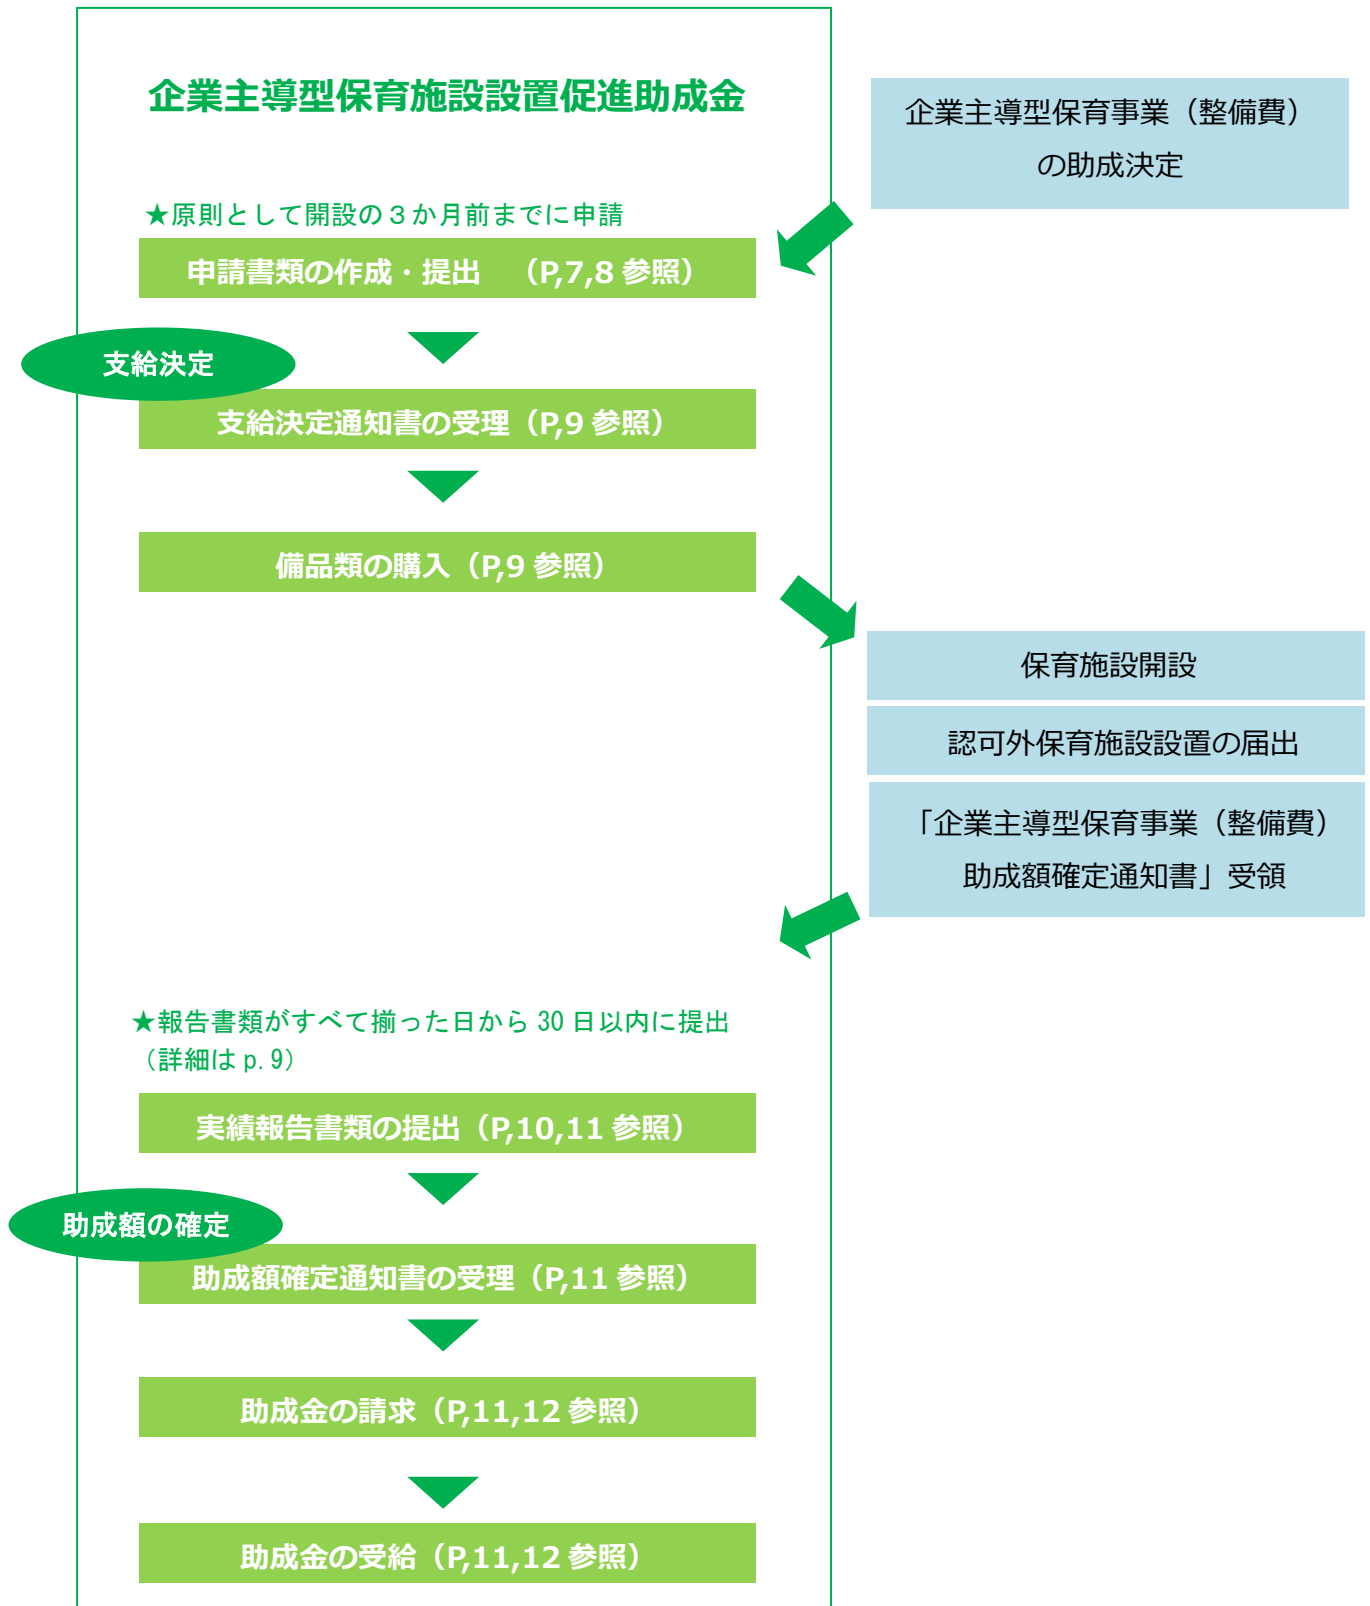 企業主導型保育施設設置促進助成金
企業主導型保育事業（整備費）
の助成決定
★原則として開設の３か月前までに申請
申請書類の作成・提出　（P,7,8 参照）
支給決定
支給決定通知書の受理（P,9 参照）
備品類の購入（P,9 参照）
保育施設開設
認可外保育施設設置の届出
「企業主導型保育事業（整備費）
助成額確定通知書」受領
★報告書類がすべて揃った日から 30 日以内に提出
（詳細は p.9）
実績報告書類の提出（P,10,11 参照）
助成額の確定
助成額確定通知書の受理（P,11 参照）
助成金の請求（P,11,12 参照）
助成金の受給（P,11,12 参照）